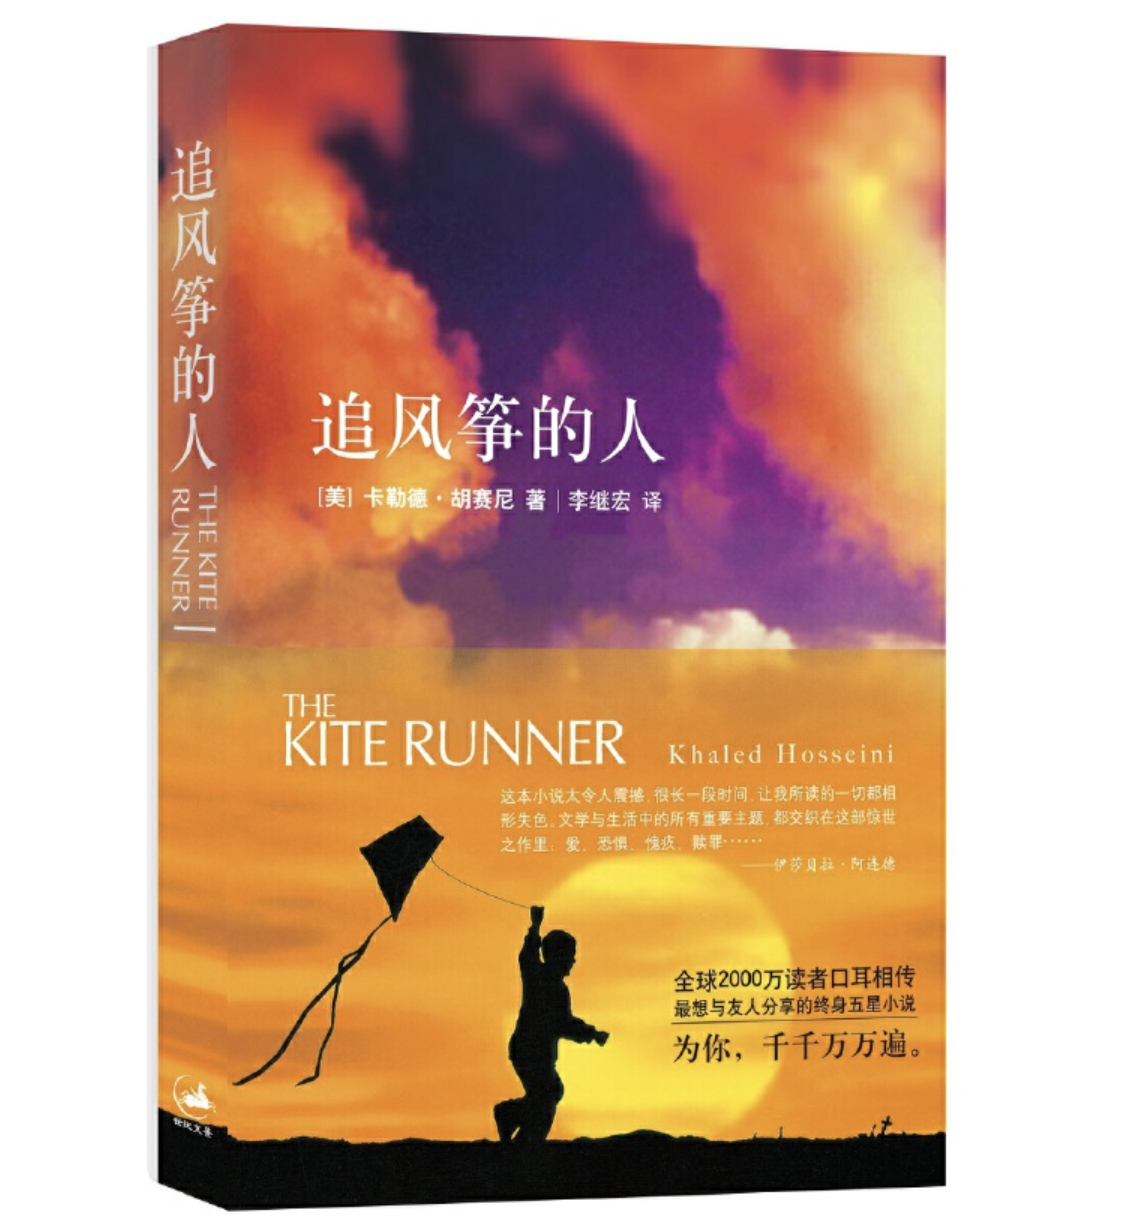 追风筝的人
THE KITE
RUNNER
世纪文景
追风筝的人
[美] 卡勒德·胡赛尼 著 | 李继宏 译
THE
KITE RUNNER
Khaled Hosseini
这本小说太令人震撼，很长一段时间，让我所读的一切都相
形失色。文学与生活中的所有重要主题，都交织在这部惊世
之作里：爱、恐惧、愧疚、赎罪……
——伊莎贝拉·阿连德
全球2000万读者口耳相传
最想与友人分享的终身五星小说
为你，千千万万遍。